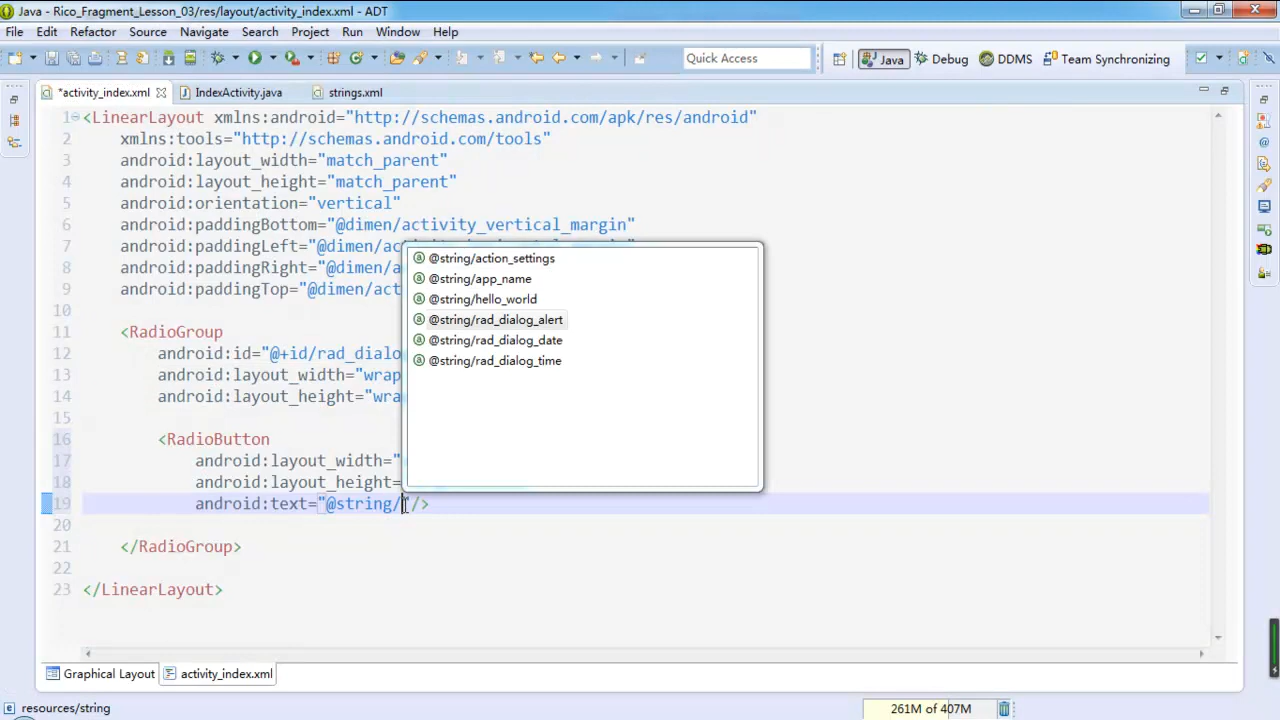 Java - Rico_Fragment_Lesson_03/res/layout/activity_index.xml - ADT
File Edit Refactor Source Navigate Search Project Run Window Help
Quick Access Java Debug DDMS Team Synchronizing
*activity_index.xml IndexActivity.java strings.xml
1 <LinearLayout xmlns:android="http://schemas.android.com/apk/res/android"
2 xmlns:tools="http://schemas.android.com/tools"
3 android:layout_width="match_parent"
4 android:layout_height="match_parent"
5 android:orientation="vertical"
6 android:paddingBottom="@dimen/activity_vertical_margin"
7 android:paddingLeft="@dimen/ac
8 android:paddingRight="@dimen/a
9 android:paddingTop="@dimen/act
10
11 <RadioGroup
12 android:id="@+id/rad_dialo
13 android:layout_width="wrap
14 android:layout_height="wra
15
16 <RadioButton
17 android:layout_width="
18 android:layout_height=
19 android:text="@string/"/>
20
21 </RadioGroup>
22
23 </LinearLayout>
@string/action_settings
@string/app_name
@string/hello_world
@string/rad_dialog_alert
@string/rad_dialog_date
@string/rad_dialog_time
Graphical Layout activity_index.xml
resources/string 261M of 407M